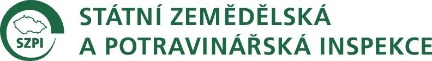 SZPI
STÁTNÍ ZEMĚDĚLSKÁ
A POTRAVINÁŘSKÁ INSPEKCE